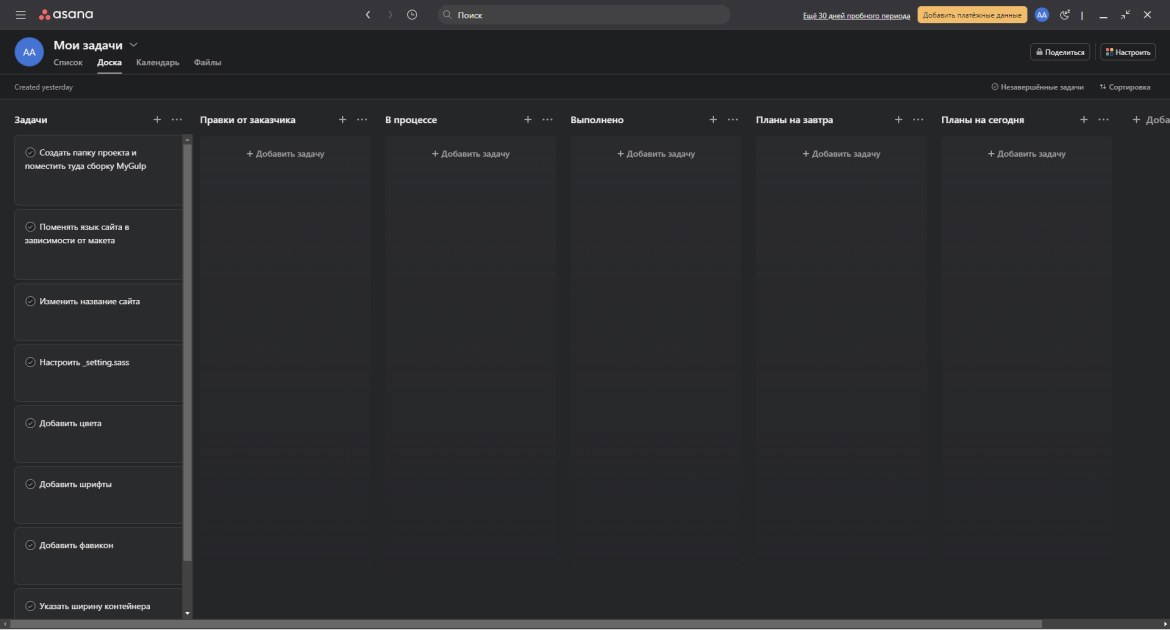 asana
Поиск
Ещё 30 дней пробного периода
Добавить платёжные данные
AA
AA
Мои задачи
Список Доска Календарь Файлы
Поделиться
Настроить
Created yesterday
Незавершённые задачи
Сортировка
Задачи
Правки от заказчика
В процессе
Выполнено
Планы на завтра
Планы на сегодня
+ Доба
+ Добавить задачу
+ Добавить задачу
+ Добавить задачу
+ Добавить задачу
+ Добавить задачу
Создать папку проекта и
поместить туда сборку MyGulp
Поменять язык сайта в
зависимости от макета
Изменить название сайта
Настроить _setting.sass
Добавить цвета
Добавить шрифты
Добавить фавикон
Указать ширину контейнера